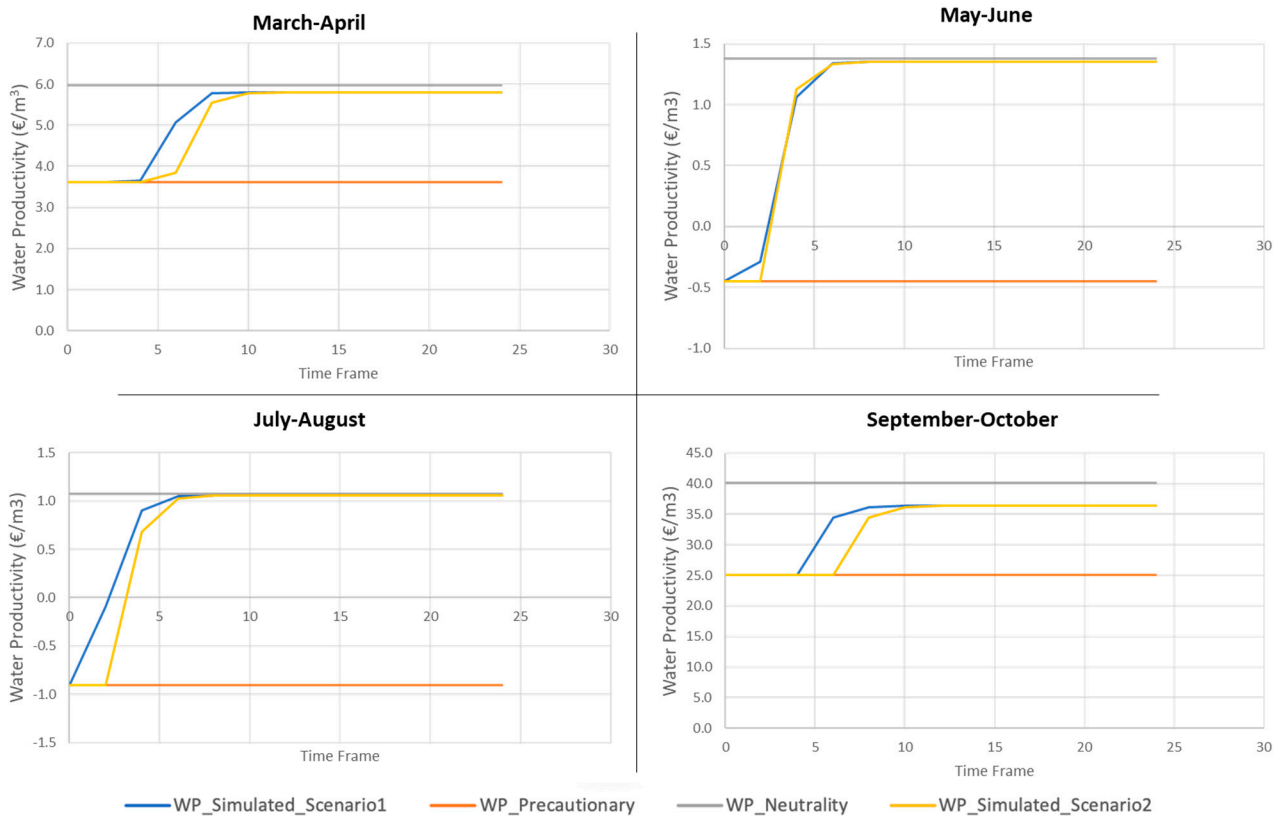 March-April
7.0
6.0
5.0
4.0
3.0
2.0
1.0
0.0
Water Productivity (€/m³)
0 5 10 15 20 25 30
Time Frame
May-June
1.5
1.0
0.5
0.0
-0.5
-1.0
Water Productivity (€/m3)
0 5 10 15 20 25 30
Time Frame
July-August
1.5
1.0
0.5
0.0
-0.5
-1.0
-1.5
Water Productivity (€/m3)
0 5 10 15 20 25 30
Time Frame
September-October
45.0
40.0
35.0
30.0
25.0
20.0
15.0
10.0
5.0
0.0
Water Productivity (€/m3)
0 5 10 15 20 25 30
Time Frame
WP_Simulated_Scenario1 WP_Precautionary WP_Neutrality WP_Simulated_Scenario2